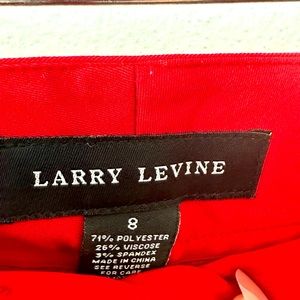 LARRY LEVINE
8
71% POLYESTER
26% VISCOSE
3% SPANDEX
MADE IN CHINA
SEE REVERSE
FOR CARE